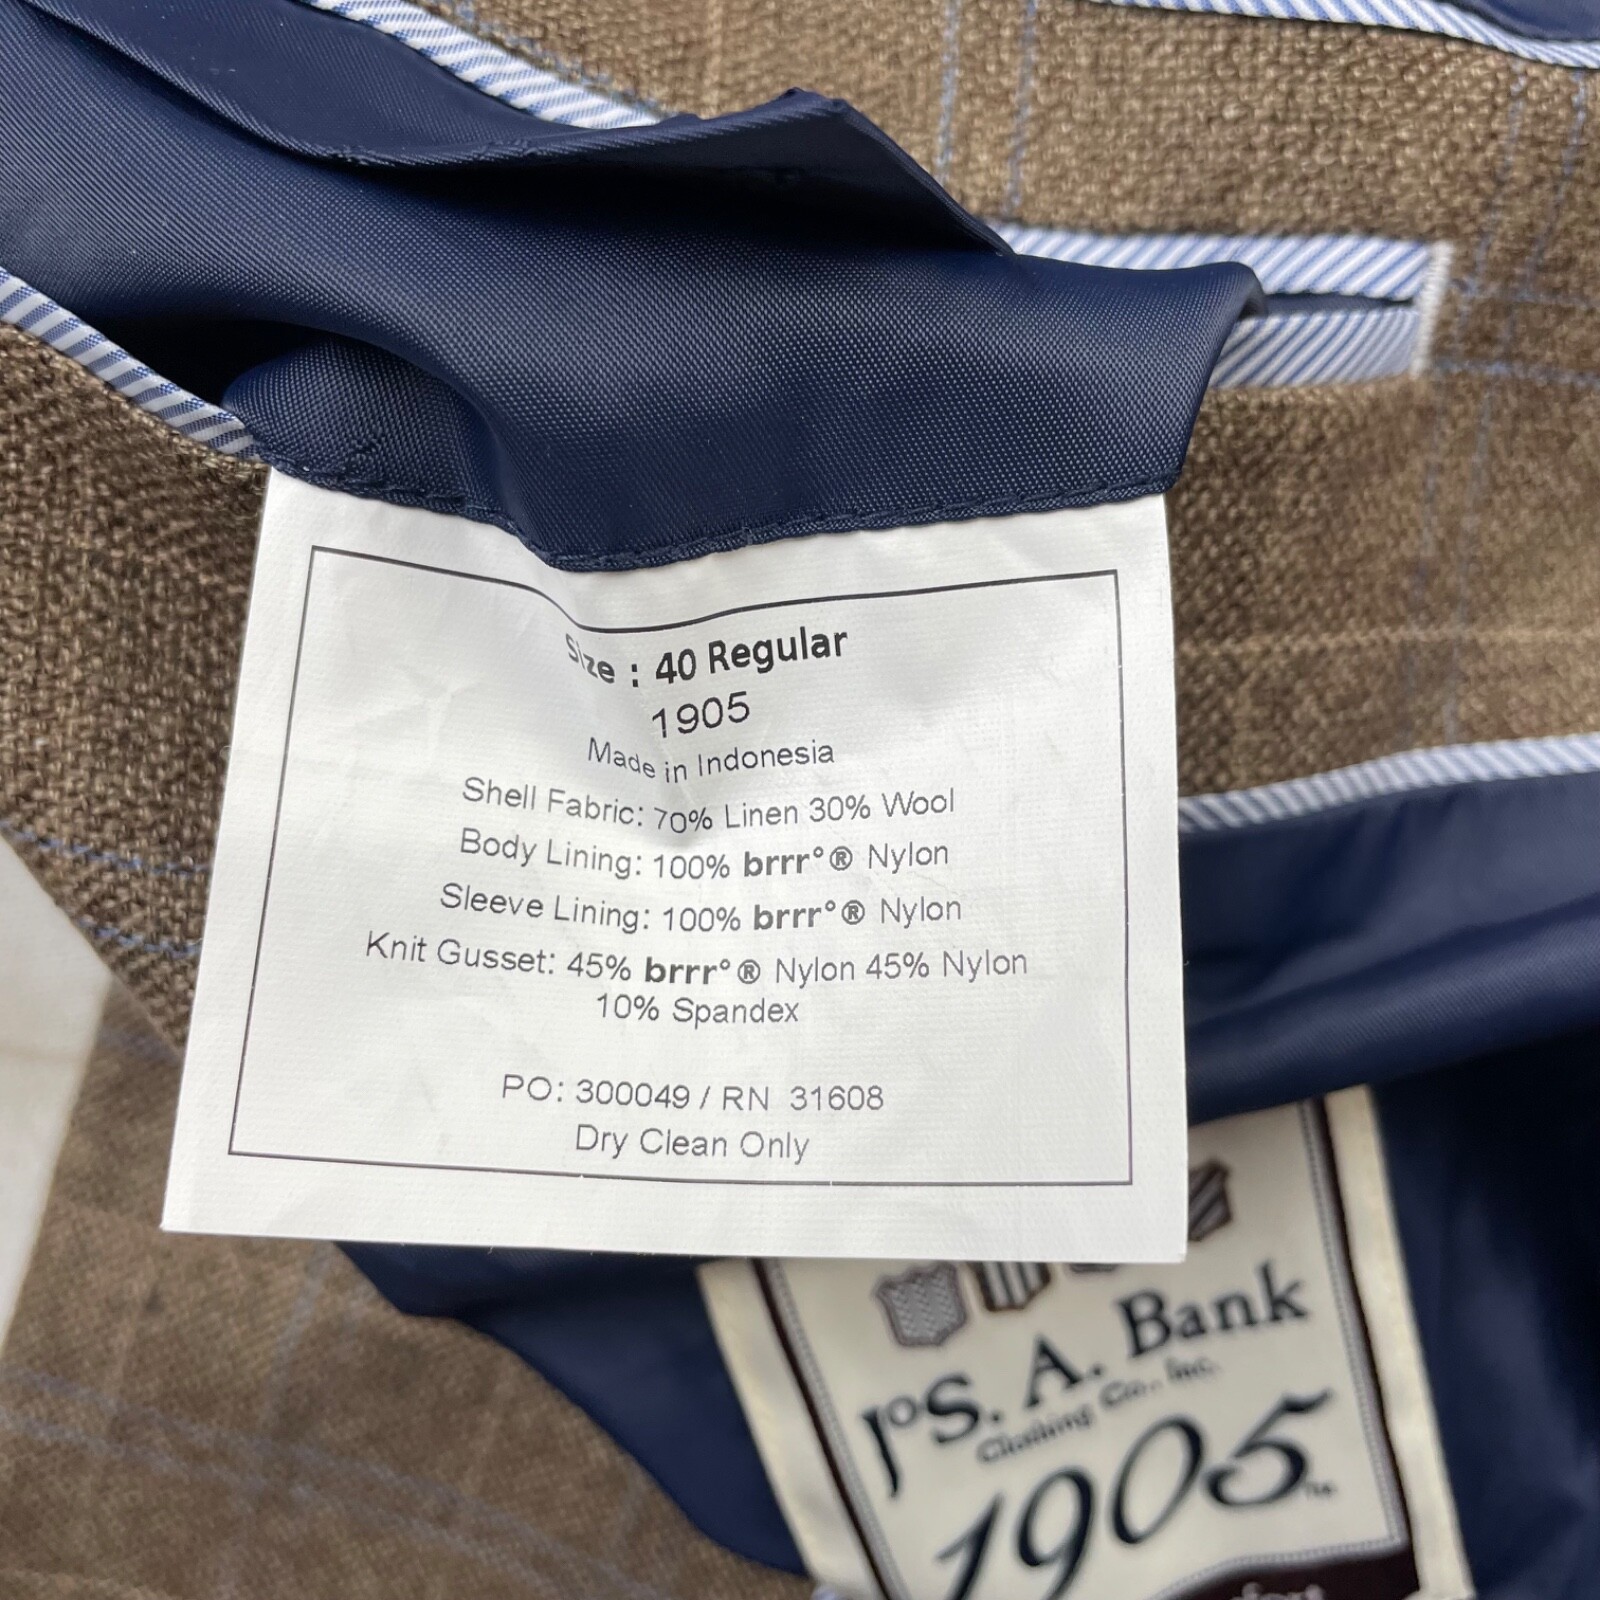 Size : 40 Regular
1905
Made in Indonesia
Shell Fabric: 70% Linen 30% Wool
Body Lining: 100% brrr°® Nylon
Sleeve Lining: 100% brrr°® Nylon
Knit Gusset: 45% brrr°® Nylon 45% Nylon
10% Spandex
PO: 300049 / RN 31608
Dry Clean Only
JoS. A. Bank
Clothing Co., Inc.
1905™